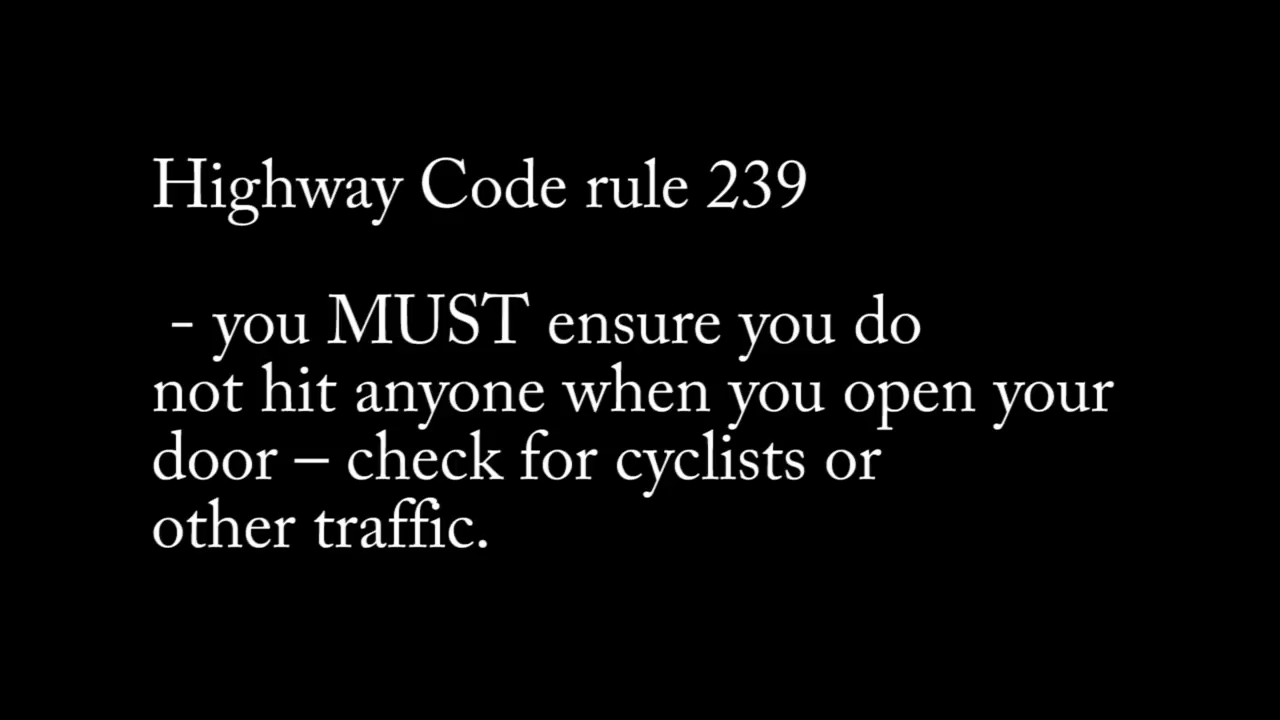 Highway Code rule 239
- you MUST ensure you do
not hit anyone when you open your
door – check for cyclists or
other traffic.